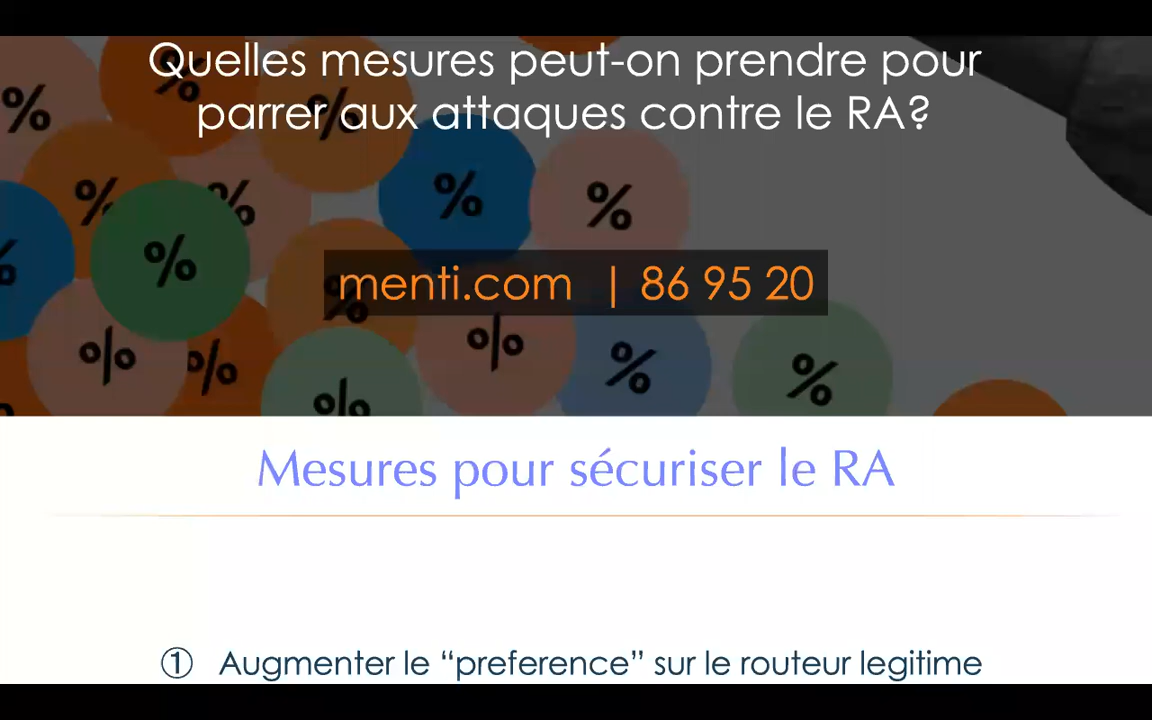 Quelles mesures peut-on prendre pour
parrer aux attaques contre le RA?
% % % % % % % % % % % % % % %
menti.com | 86 95 20
Mesures pour sécuriser le RA
① Augmenter le “preference” sur le routeur legitime